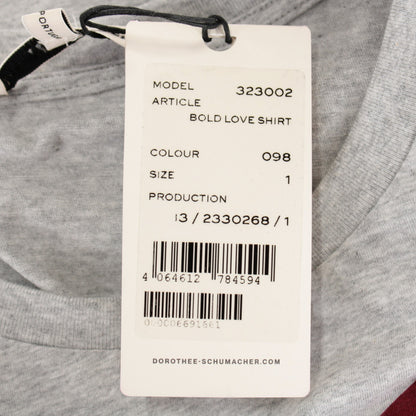 PORTUGAL
MODEL 323002
ARTICLE
BOLD LOVE SHIRT
COLOUR 098
SIZE 1
PRODUCTION
13 / 2330268 / 1
4 064612 784594
DOROTHEE-SCHUMACHER.COM